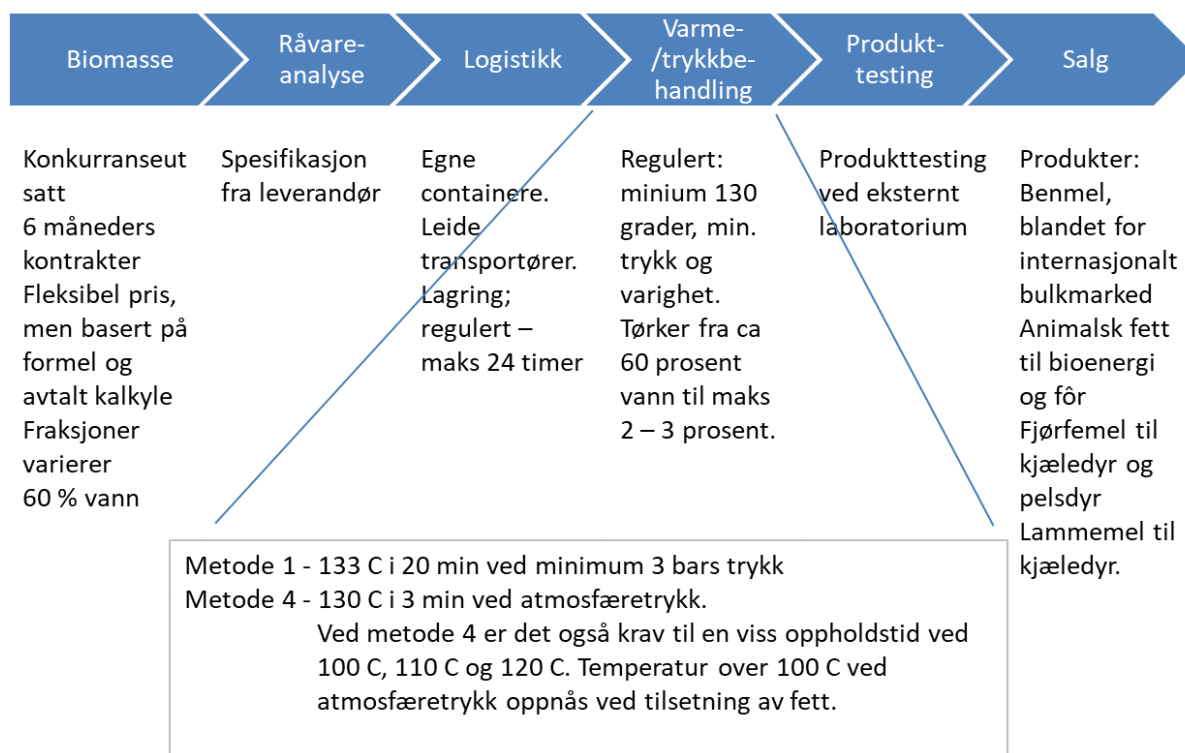 Biomasse
Råvare-
analyse
Logistikk
Varme-
/trykkbe-
handling
Produkt-
testing
Salg
Konkurranseut
satt
6 måneders
kontrakter
Fleksibel pris,
men basert på
formel og
avtalt kalkyle
Fraksjoner
varierer
60 % vann
Spesifikasjon
fra leverandør
Egne
containere.
Leide
transportører.
Lagring;
regulert –
maks 24 timer
Regulert:
minium 130
grader, min.
trykk og
varighet.
Tørker fra ca
60 prosent
vann til maks
2 – 3 prosent.
Produkttesting
ved eksternt
laboratorium
Produkter:
Benmel,
blandet for
internasjonalt
bulkmarked
Animalsk fett
til bioenergi
og fôr
Fjørfemel til
kjæledyr og
pelsdyr
Lammemel til
kjæledyr.
Metode 1 - 133 C i 20 min ved minimum 3 bars trykk
Metode 4 - 130 C i 3 min ved atmosfæretrykk.
Ved metode 4 er det også krav til en viss oppholdstid ved
100 C, 110 C og 120 C. Temperatur over 100 C ved
atmosfæretrykk oppnås ved tilsetning av fett.